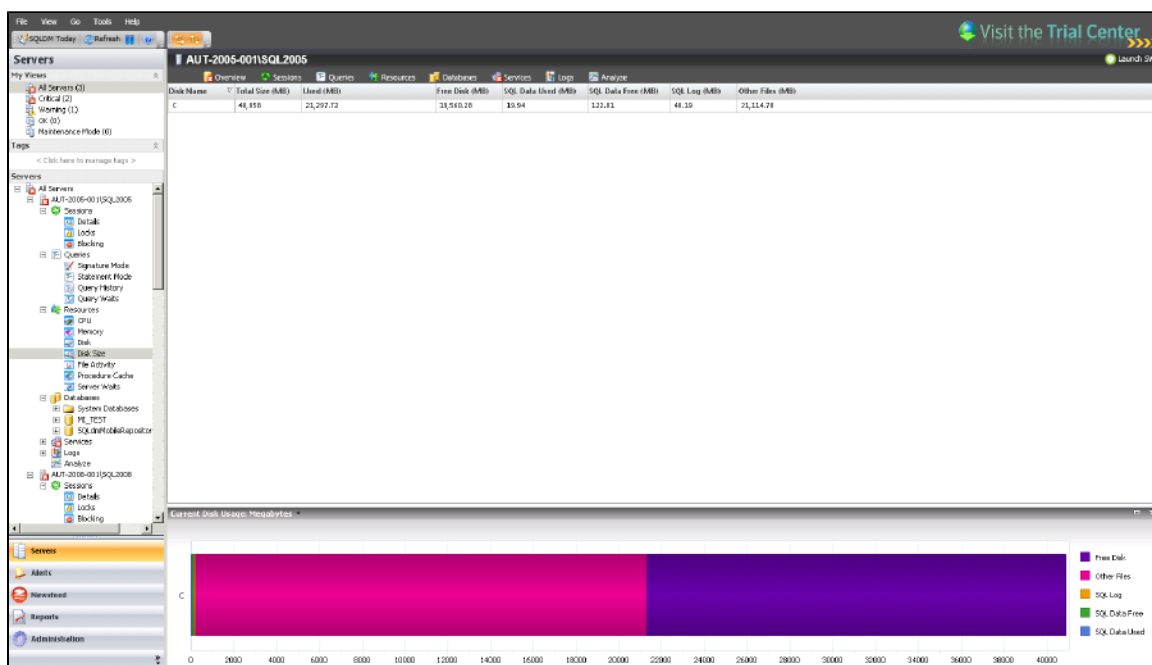 File View Go Tools Help
SQLDM Today Refresh
Visit the Trial Center
Servers
AUT-2005-001\SQL2005
Launch SW
My Views
Overview Sessions Queries Resources Databases Services Logs Analyze
All Servers (3)
Critical (2)
Warning (1)
OK (0)
Maintenance Mode (0)
Disk Name Total Size (MB) Used (MB) Free Disk (MB) SQL Data Used (MB) SQL Data Free (MB) SQL Log (MB) Other Files (MB)
C 21,297.72 19.94 122.81 48.19 21,114.78
Tags
< Click here to manage tags >
Servers
All Servers
AUT-2005-001\SQL2005
Sessions
Details
Locks
Blocking
Queries
Signature Mode
Statement Mode
Query History
Query Waits
Resources
CPU
Memory
Disk
Disk Size
File Activity
Procedure Cache
Server Waits
Databases
System Databases
MI_TEST
SQLdmMobileRepositor
Services
Logs
Analyze
AUT-2008-001\SQL2008
Sessions
Details
Locks
Blocking
Servers
Alerts
Newsfeed
Reports
Administration
Current Disk Usage: Megabytes
C
0 2000 4000 6000 8000 10000 12000 14000 16000 18000 20000 22000 24000 26000 28000 30000 32000 34000 36000 38000 40000
Free Disk
Other Files
SQL Log
SQL Data Free
SQL Data Used